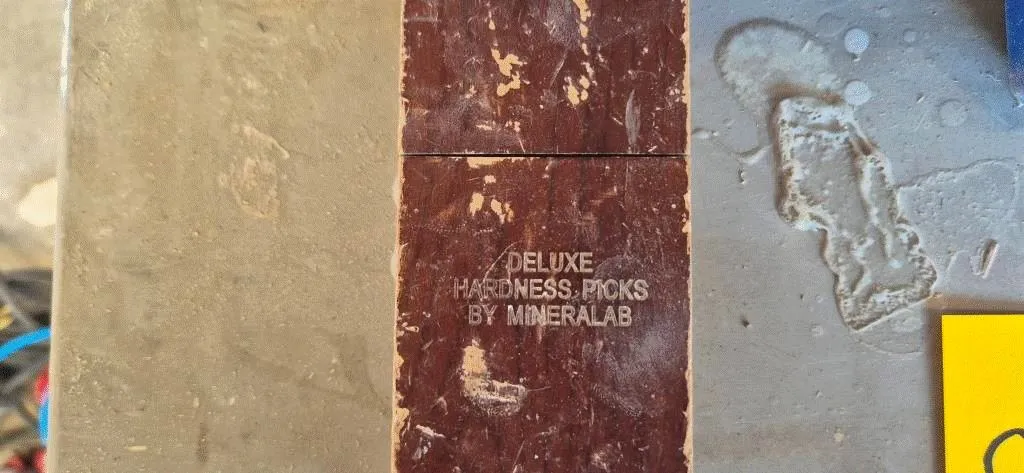 DELUXE
HARDNESS PICKS
BY MINERALAB